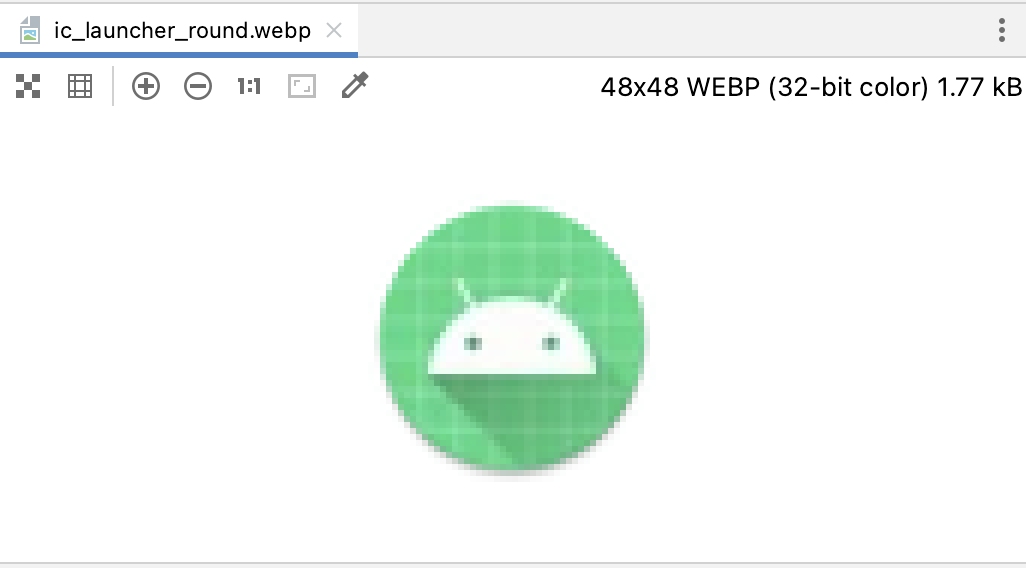 ic_launcher_round.webp
1:1
48x48 WEBP (32-bit color) 1.77 kB